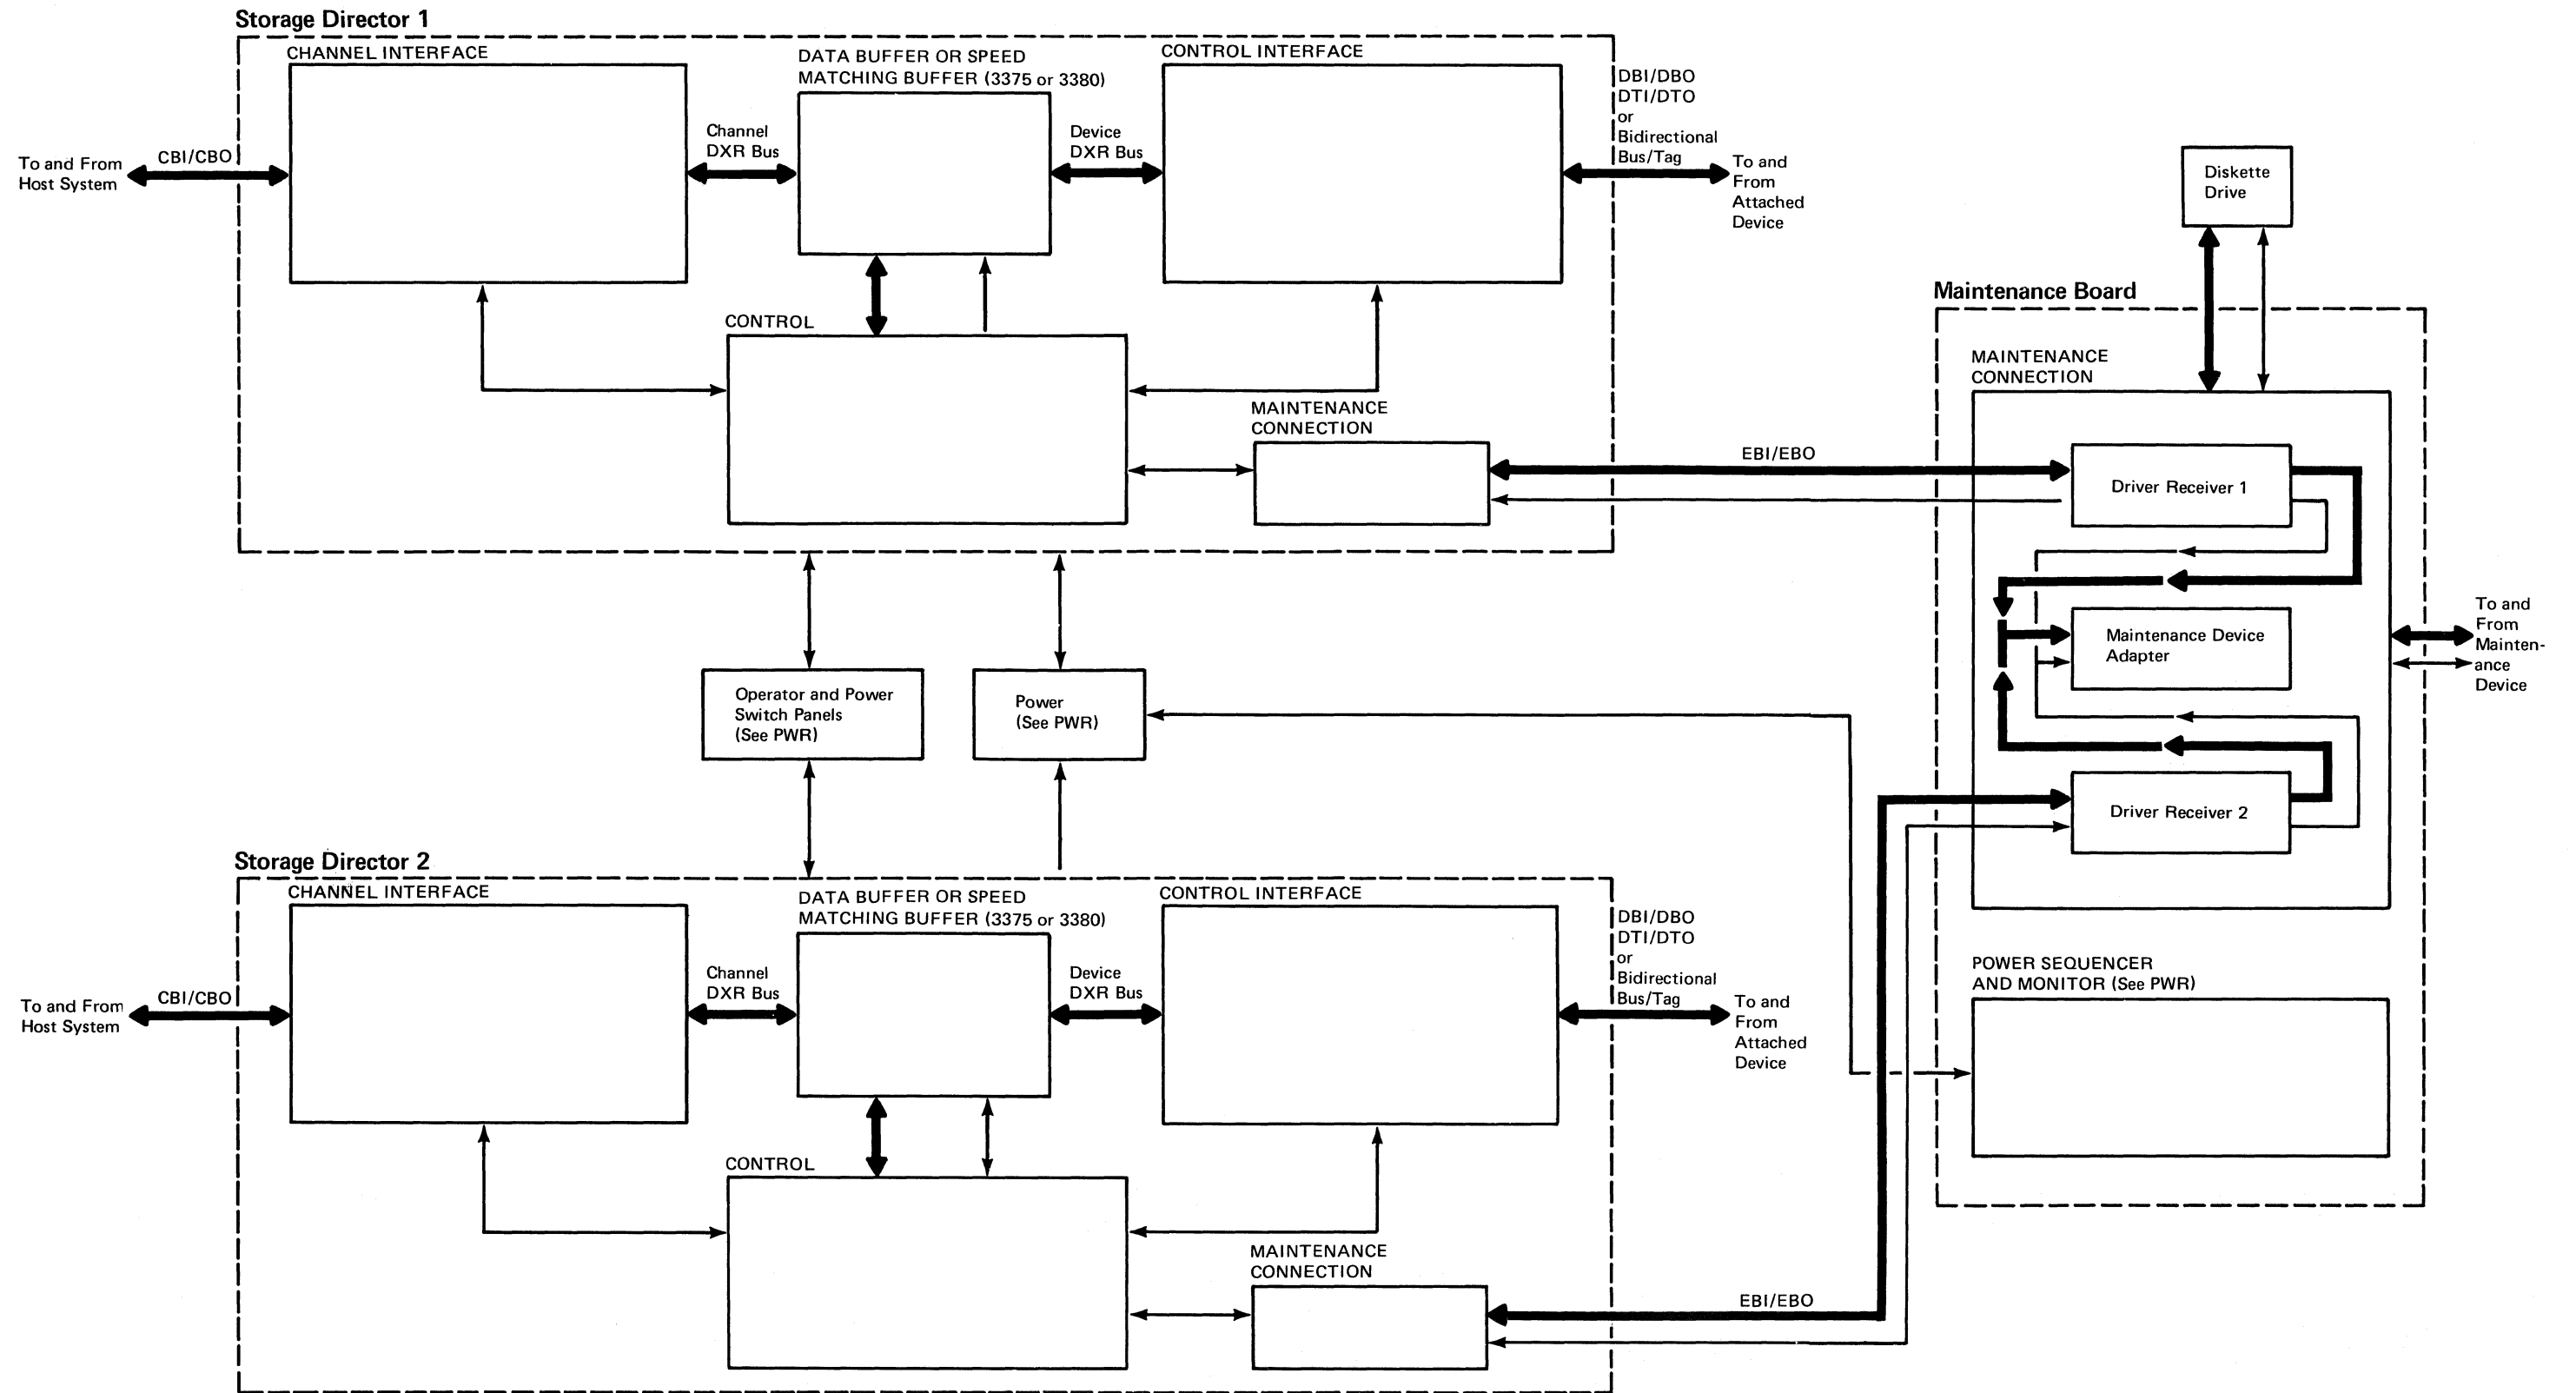 Storage Director 1
CHANNEL INTERFACE
DATA BUFFER OR SPEED
MATCHING BUFFER (3375 or 3380)
CONTROL INTERFACE
To and From
Host System
CBI/CBO
Channel
DXR Bus
Device
DXR Bus
DBI/DBO
DTI/DTO
or
Bidirectional
Bus/Tag
To and
From
Attached
Device
CONTROL
MAINTENANCE
CONNECTION
EBI/EBO
Diskette
Drive
Maintenance Board
MAINTENANCE
CONNECTION
Driver Receiver 1
Maintenance Device
Adapter
Driver Receiver 2
To and
From
Mainten-
ance
Device
POWER SEQUENCER
AND MONITOR (See PWR)
Operator and Power
Switch Panels
(See PWR)
Power
(See PWR)
Storage Director 2
CHANNEL INTERFACE
DATA BUFFER OR SPEED
MATCHING BUFFER (3375 or 3380)
CONTROL INTERFACE
To and From
Host System
CBI/CBO
Channel
DXR Bus
Device
DXR Bus
DBI/DBO
DTI/DTO
or
Bidirectional
Bus/Tag
To and
From
Attached
Device
CONTROL
MAINTENANCE
CONNECTION
EBI/EBO